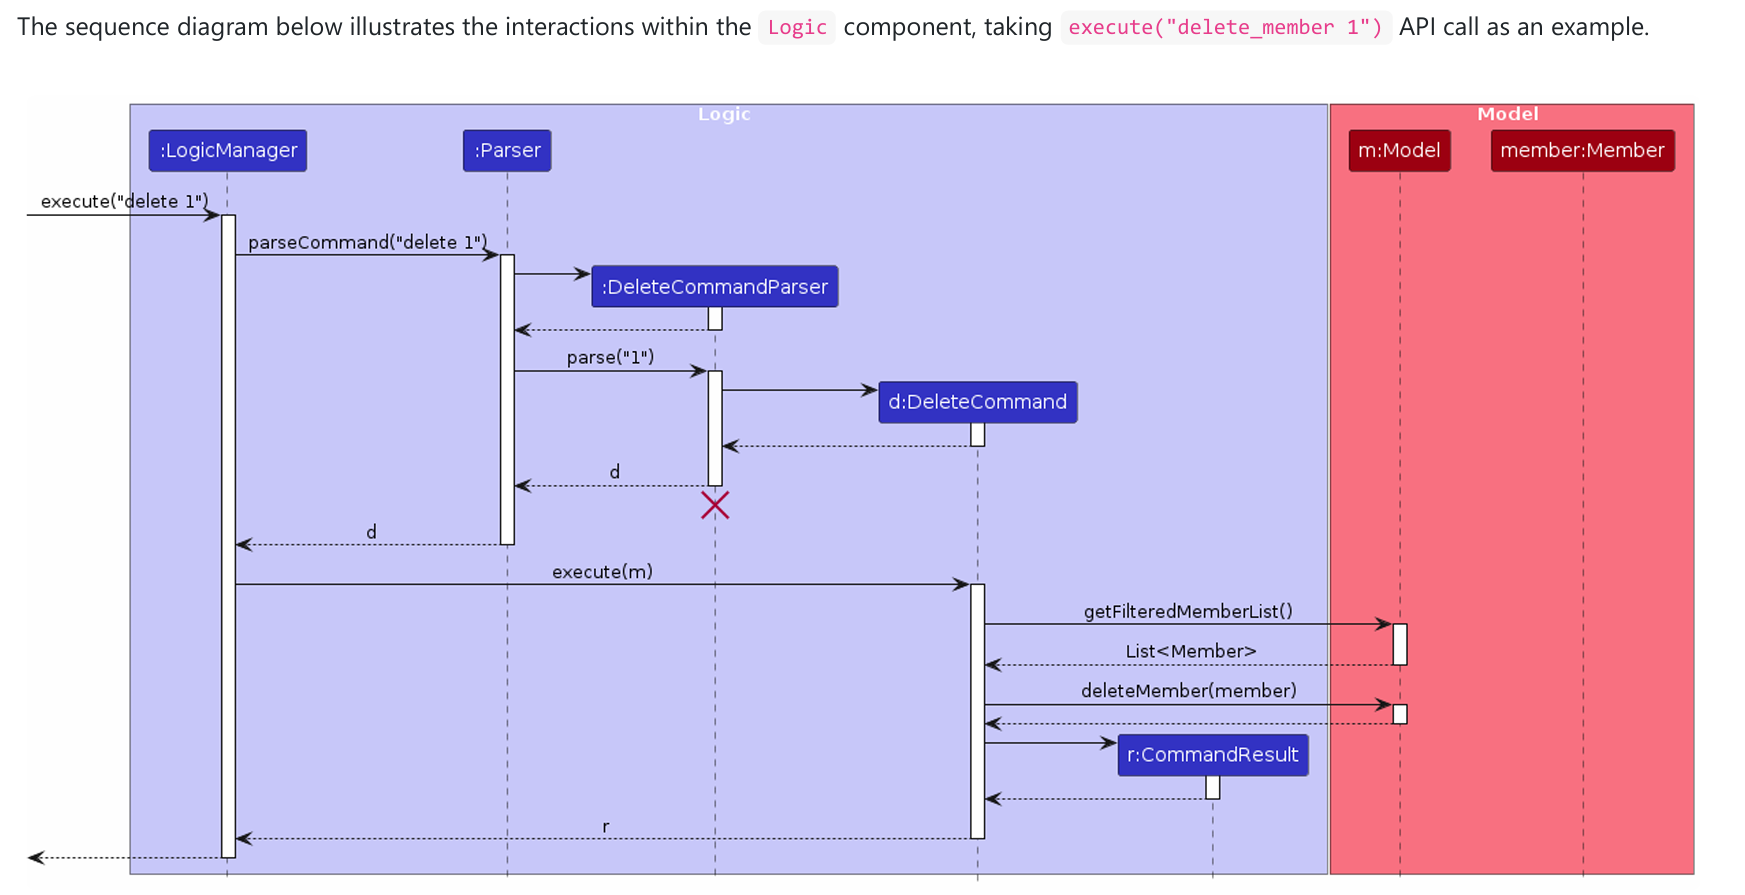 The sequence diagram below illustrates the interactions within the Logic component, taking execute("delete_member 1") API call as an example.
Logic
Model
:LogicManager
:Parser
m:Model
member:Member
execute("delete 1")
parseCommand("delete 1")
:DeleteCommandParser
parse("1")
d:DeleteCommand
d
d
execute(m)
getFilteredMemberList()
List<Member>
deleteMember(member)
r:CommandResult
r